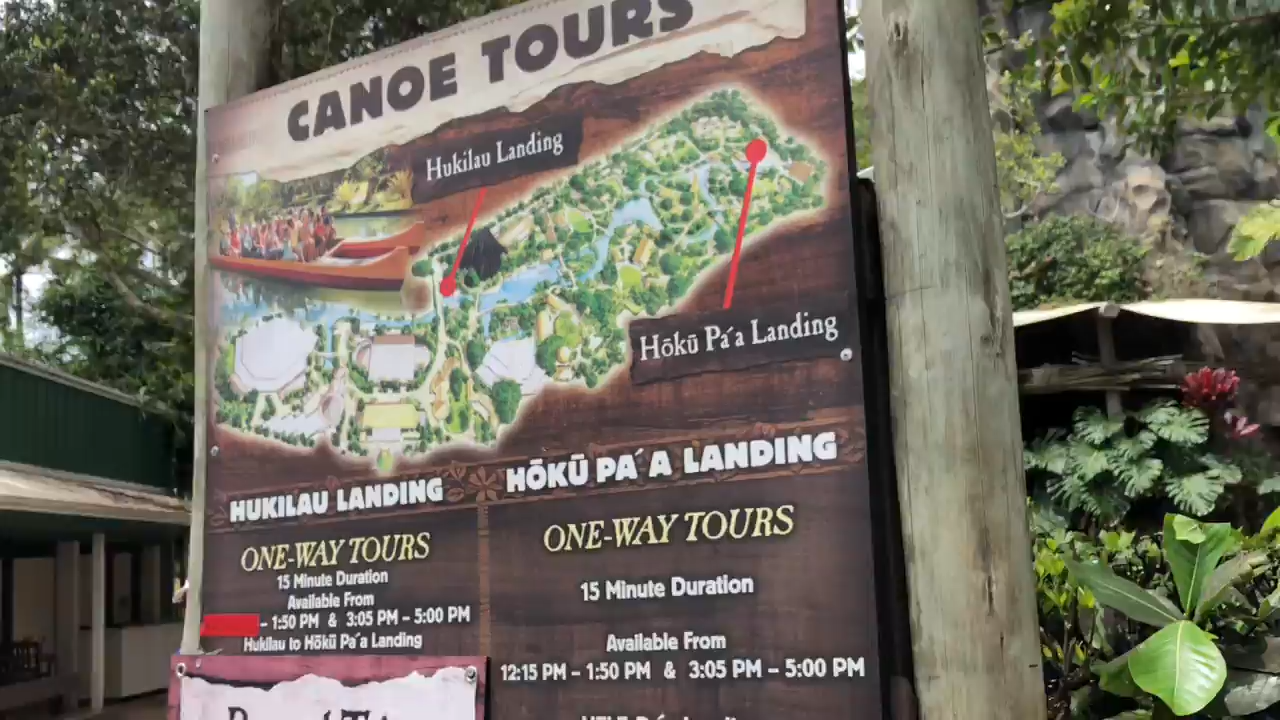 CANOE TOURS
Hukilau Landing
Hōkū Pa´a Landing
HUKILAU LANDING
ONE-WAY TOURS
15 Minute Duration
Available From
– 1:50 PM & 3:05 PM – 5:00 PM
Hukilau to Hōkū Pa´a Landing
HŌKŪ PA´A LANDING
ONE-WAY TOURS
15 Minute Duration
Available From
12:15 PM – 1:50 PM & 3:05 PM – 5:00 PM